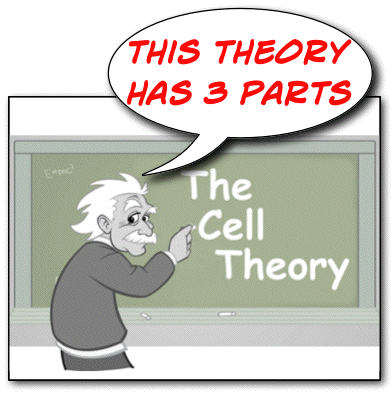 THIS THEORY
HAS 3 PARTS
The
Cell
Theory